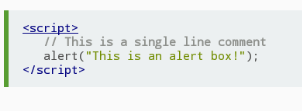 <script>
// This is a single line comment
alert("This is an alert box!");
</script>